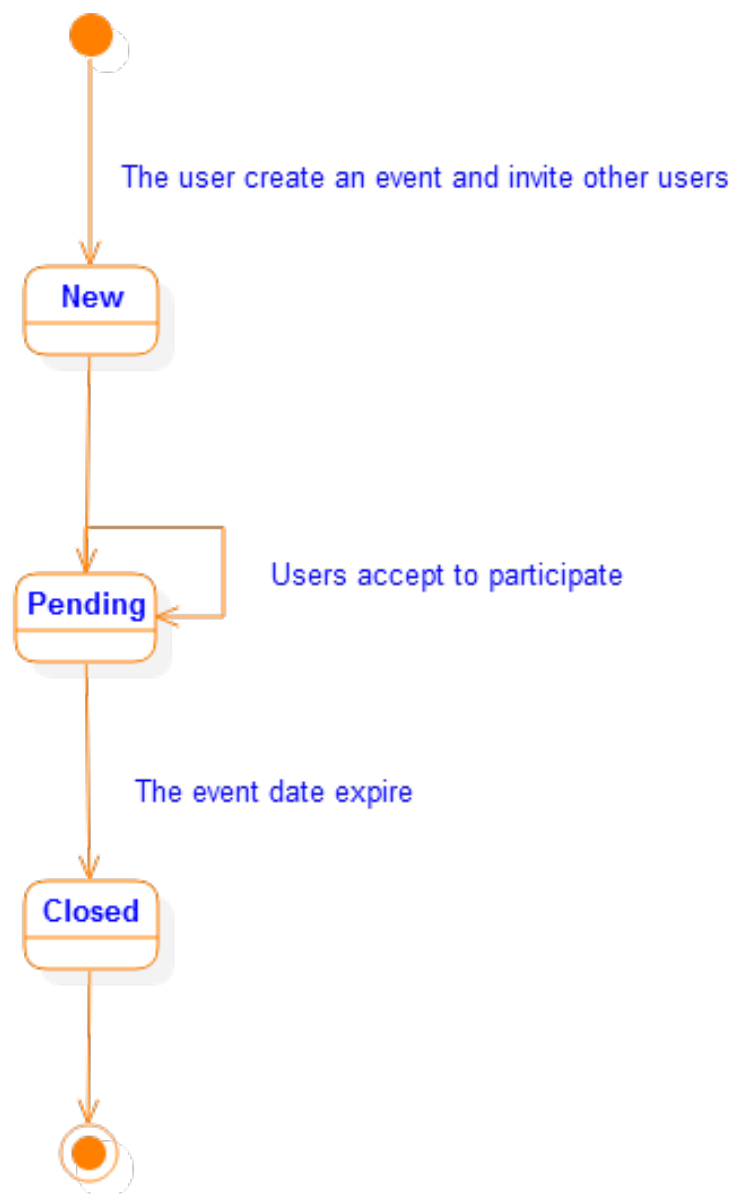 The user create an event and invite other users
New
Users accept to participate
Pending
The event date expire
Closed